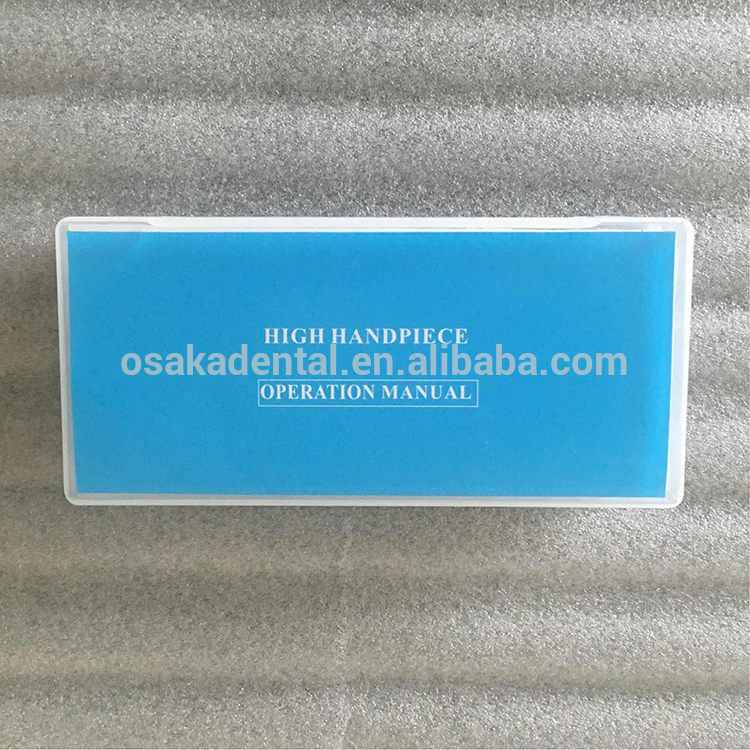 HIGH HANDPIECE
osakadental.en.alibaba.com
OPERATION MANUAL